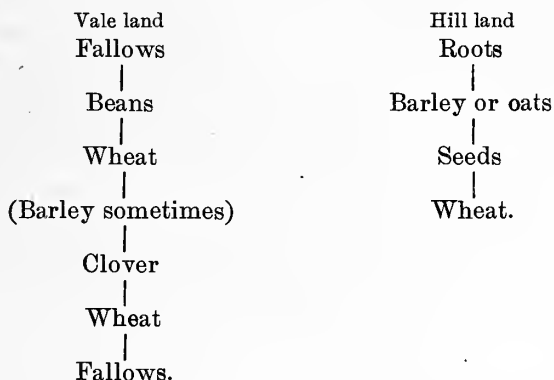 Vale land
Fallows
Beans
Wheat
(Barley sometimes)
Clover
Wheat
Fallows.
Hill land
Roots
Barley or oats
Seeds
Wheat.